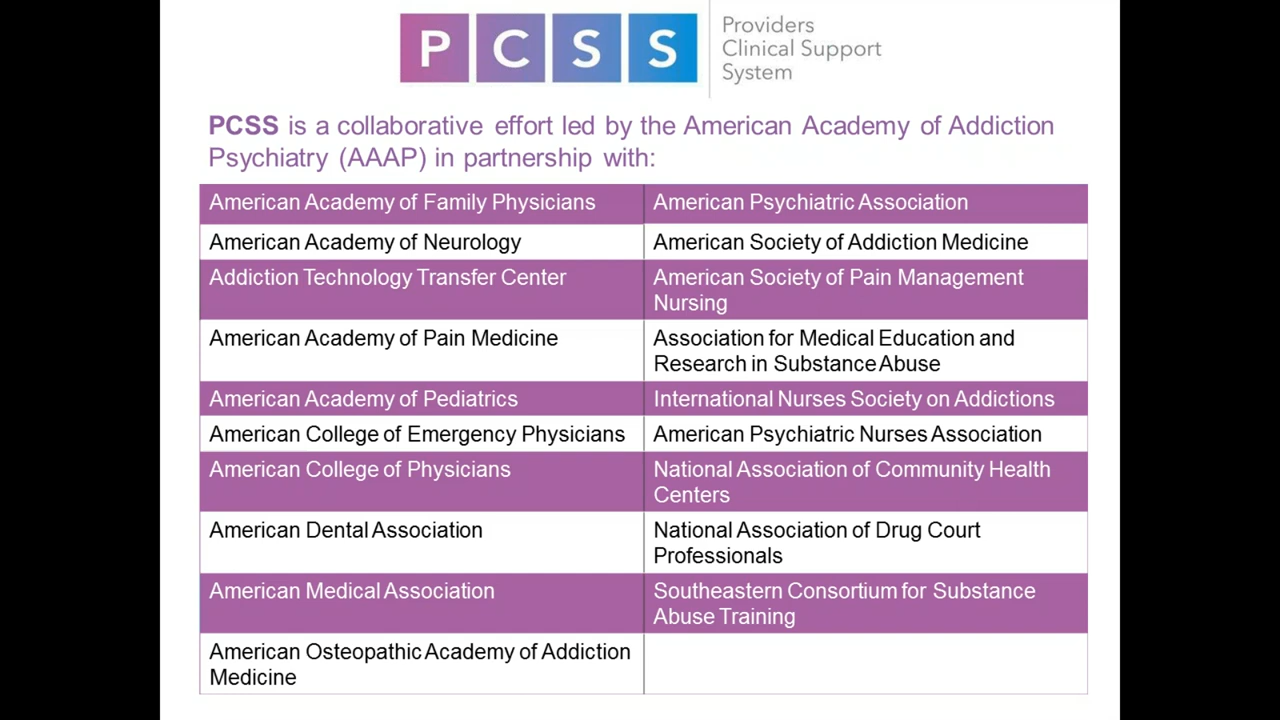 PCSS
Providers
Clinical Support
System
PCSS is a collaborative effort led by the American Academy of Addiction
Psychiatry (AAAP) in partnership with:
American Academy of Family Physicians
American Psychiatric Association
American Academy of Neurology
American Society of Addiction Medicine
Addiction Technology Transfer Center
American Society of Pain Management
Nursing
American Academy of Pain Medicine
Association for Medical Education and
Research in Substance Abuse
American Academy of Pediatrics
International Nurses Society on Addictions
American College of Emergency Physicians
American Psychiatric Nurses Association
American College of Physicians
National Association of Community Health
Centers
American Dental Association
National Association of Drug Court
Professionals
American Medical Association
Southeastern Consortium for Substance
Abuse Training
American Osteopathic Academy of Addiction
Medicine